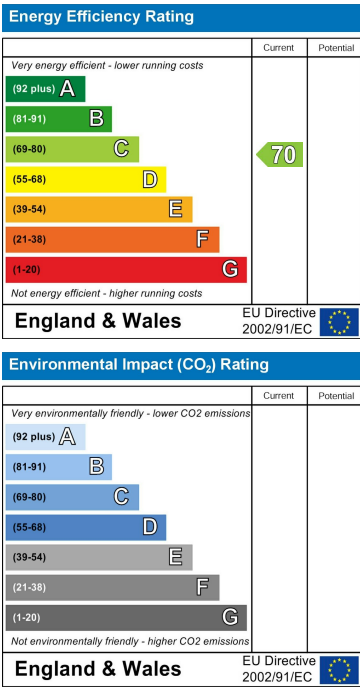 Energy Efficiency Rating
Current Potential
Very energy efficient - lower running costs
(92 plus) A
(81-91) B
(69-80) C
70
(55-68) D
(39-54) E
(21-38) F
(1-20) G
Not energy efficient - higher running costs
England & Wales
EU Directive
2002/91/EC
Environmental Impact (CO₂) Rating
Current Potential
Very environmentally friendly - lower CO2 emissions
(92 plus) A
(81-91) B
(69-80) C
(55-68) D
(39-54) E
(21-38) F
(1-20) G
Not environmentally friendly - higher CO2 emissions
England & Wales
EU Directive
2002/91/EC